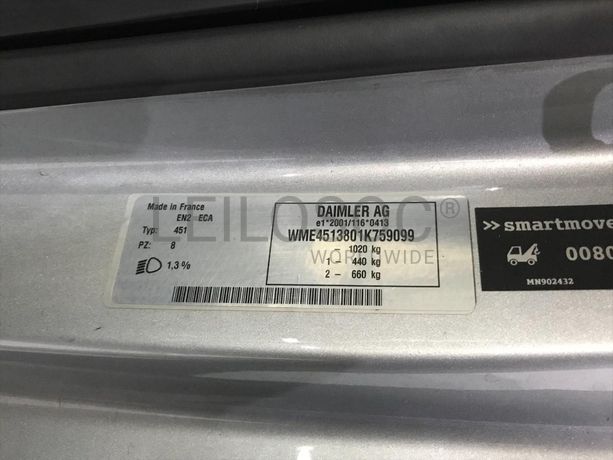 Made in France
EN2 ECA
Typ: 451
PZ: 8
1,3 %
DAIMLER AG
e1*2001/116*0413
WME4513801K759099
1020 kg
1 – 440 kg
2 – 660 kg
WORLDWIDE
>> smartmove
0080
MN902432